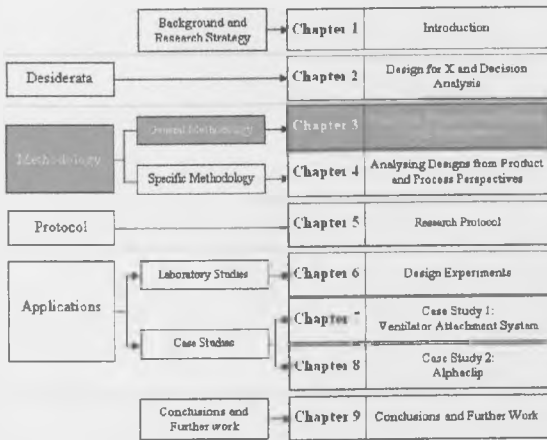 Background and
Research Strategy
Chapter 1
Introduction
Desiderata
Chapter 2
Design for X and Decision
Analysis
Methodology
General Methodology
Chapter 3
Specific Methodology
Chapter 4
Analysing Designs from Product
and Process Perspectives
Protocol
Chapter 5
Research Protocol
Applications
Laboratory Studies
Chapter 6
Design Experiments
Case Studies
Chapter
Case Study 1:
Ventilator Attachment System
Chapter 8
Case Study 2:
Alphaclip
Conclusions and
Further work
Chapter 9
Conclusions and Further Work